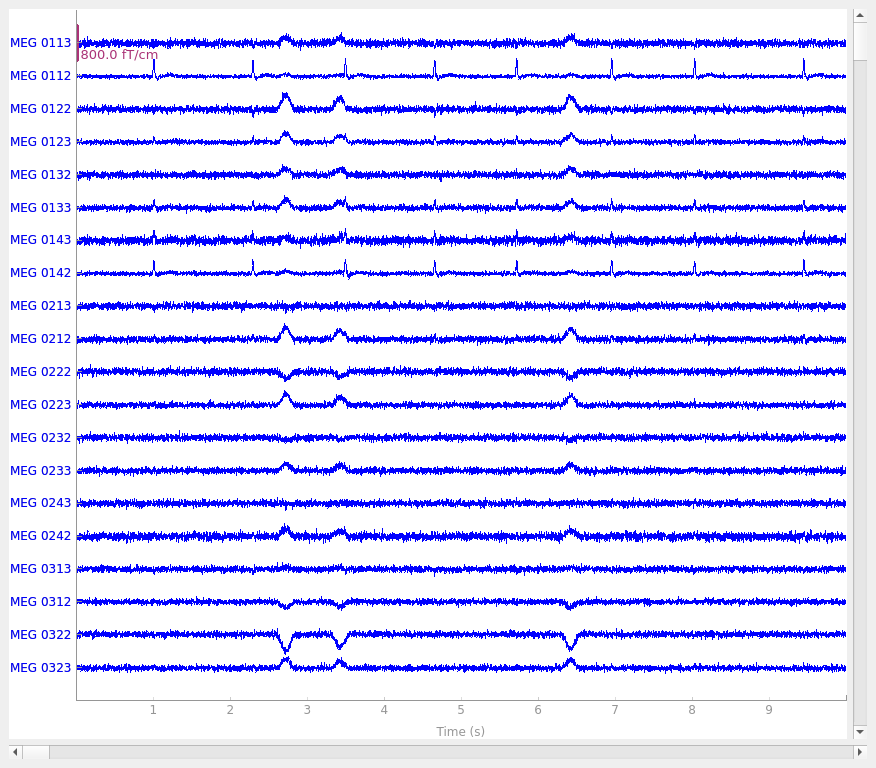 MEG 0113
800.0 fT/cm
MEG 0112
MEG 0122
MEG 0123
MEG 0132
MEG 0133
MEG 0143
MEG 0142
MEG 0213
MEG 0212
MEG 0222
MEG 0223
MEG 0232
MEG 0233
MEG 0243
MEG 0242
MEG 0313
MEG 0312
MEG 0322
MEG 0323
1 2 3 4 5 6 7 8 9
Time (s)